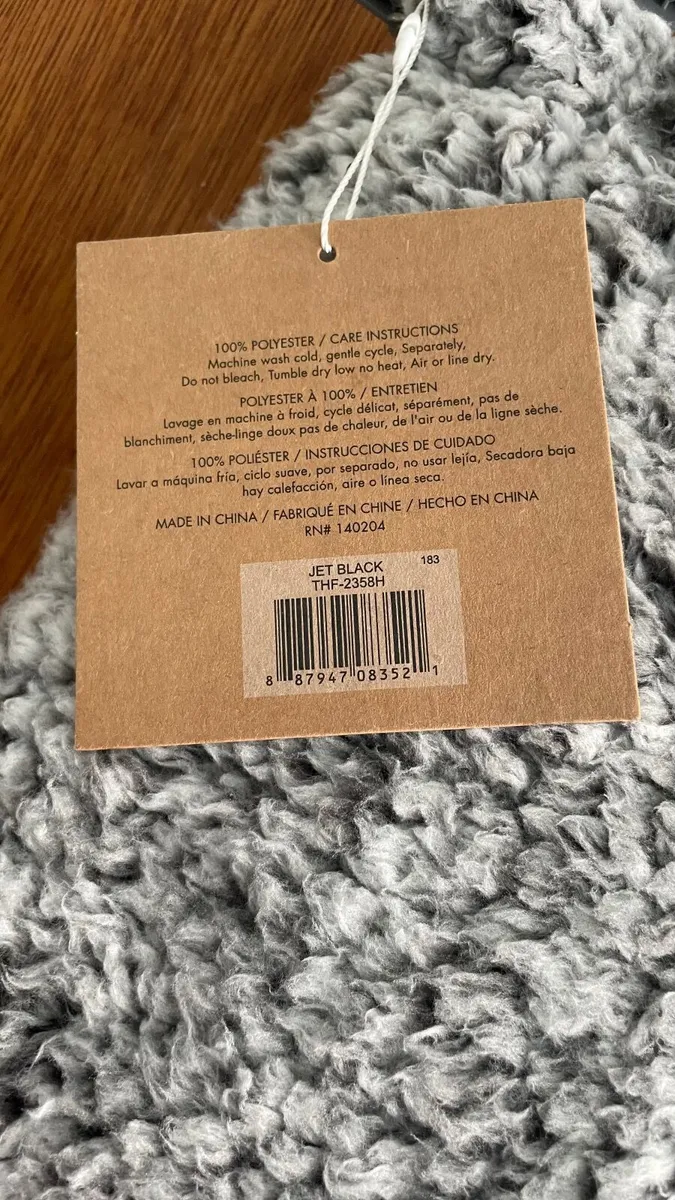 100% POLYESTER / CARE INSTRUCTIONS
Machine wash cold, gentle cycle, Separately,
Do not bleach, Tumble dry low no heat, Air or line dry.
POLYESTER À 100% / ENTRETIEN
Lavage en machine à froid, cycle délicat, séparément, pas de
blanchiment, sèche-linge doux pas de chaleur, de l'air ou de la ligne sèche.
100% POLIÉSTER / INSTRUCCIONES DE CUIDADO
Lavar a máquina fría, ciclo suave, por separado, no usar lejía, Secadora baja
hay calefacción, aire o línea seca.
MADE IN CHINA / FABRIQUÉ EN CHINE / HECHO EN CHINA
RN# 140204
JET BLACK 183
THF-2358H
8 87947 08352 1